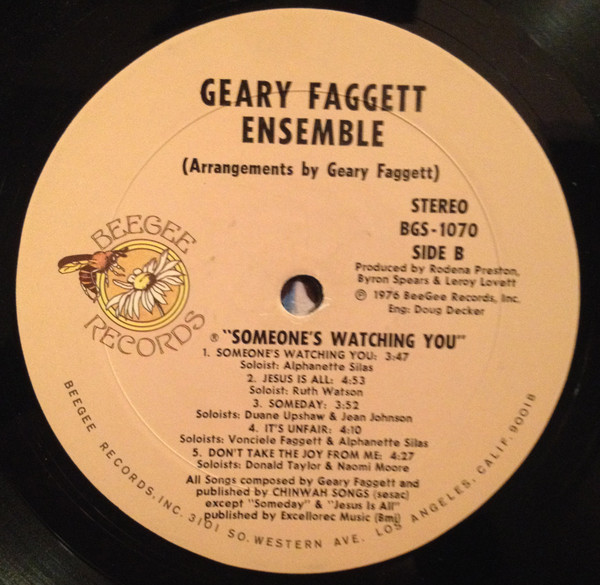 GEARY FAGGETT
ENSEMBLE
(Arrangements by Geary Faggett)
STEREO
BGS-1070
SIDE B
Produced by Rodena Preston,
Byron Spears & Leroy Lovett
℗ 1976 BeeGee Records, Inc.
Eng: Doug Decker
BEEGEE
RECORDS
® "SOMEONE'S WATCHING YOU"
1. SOMEONE'S WATCHING YOU: 3:47
Soloist: Alphanette Silas
2. JESUS IS ALL: 4:53
Soloist: Ruth Watson
3. SOMEDAY: 3:52
Soloists: Duane Upshaw & Jean Johnson
4. IT'S UNFAIR: 4:10
Soloists: Vonciele Faggett & Alphanette Silas
5. DON'T TAKE THE JOY FROM ME: 4:27
Soloists: Donald Taylor & Naomi Moore
All Songs composed by Geary Faggett and
published by CHINWAH SONGS (sesac)
except "Someday" & "Jesus Is All"
published by Excellorec Music (Bmi)
BEEGEE RECORDS, INC. 3101 SO. WESTERN AVE. LOS ANGELES, CALIF. 90018